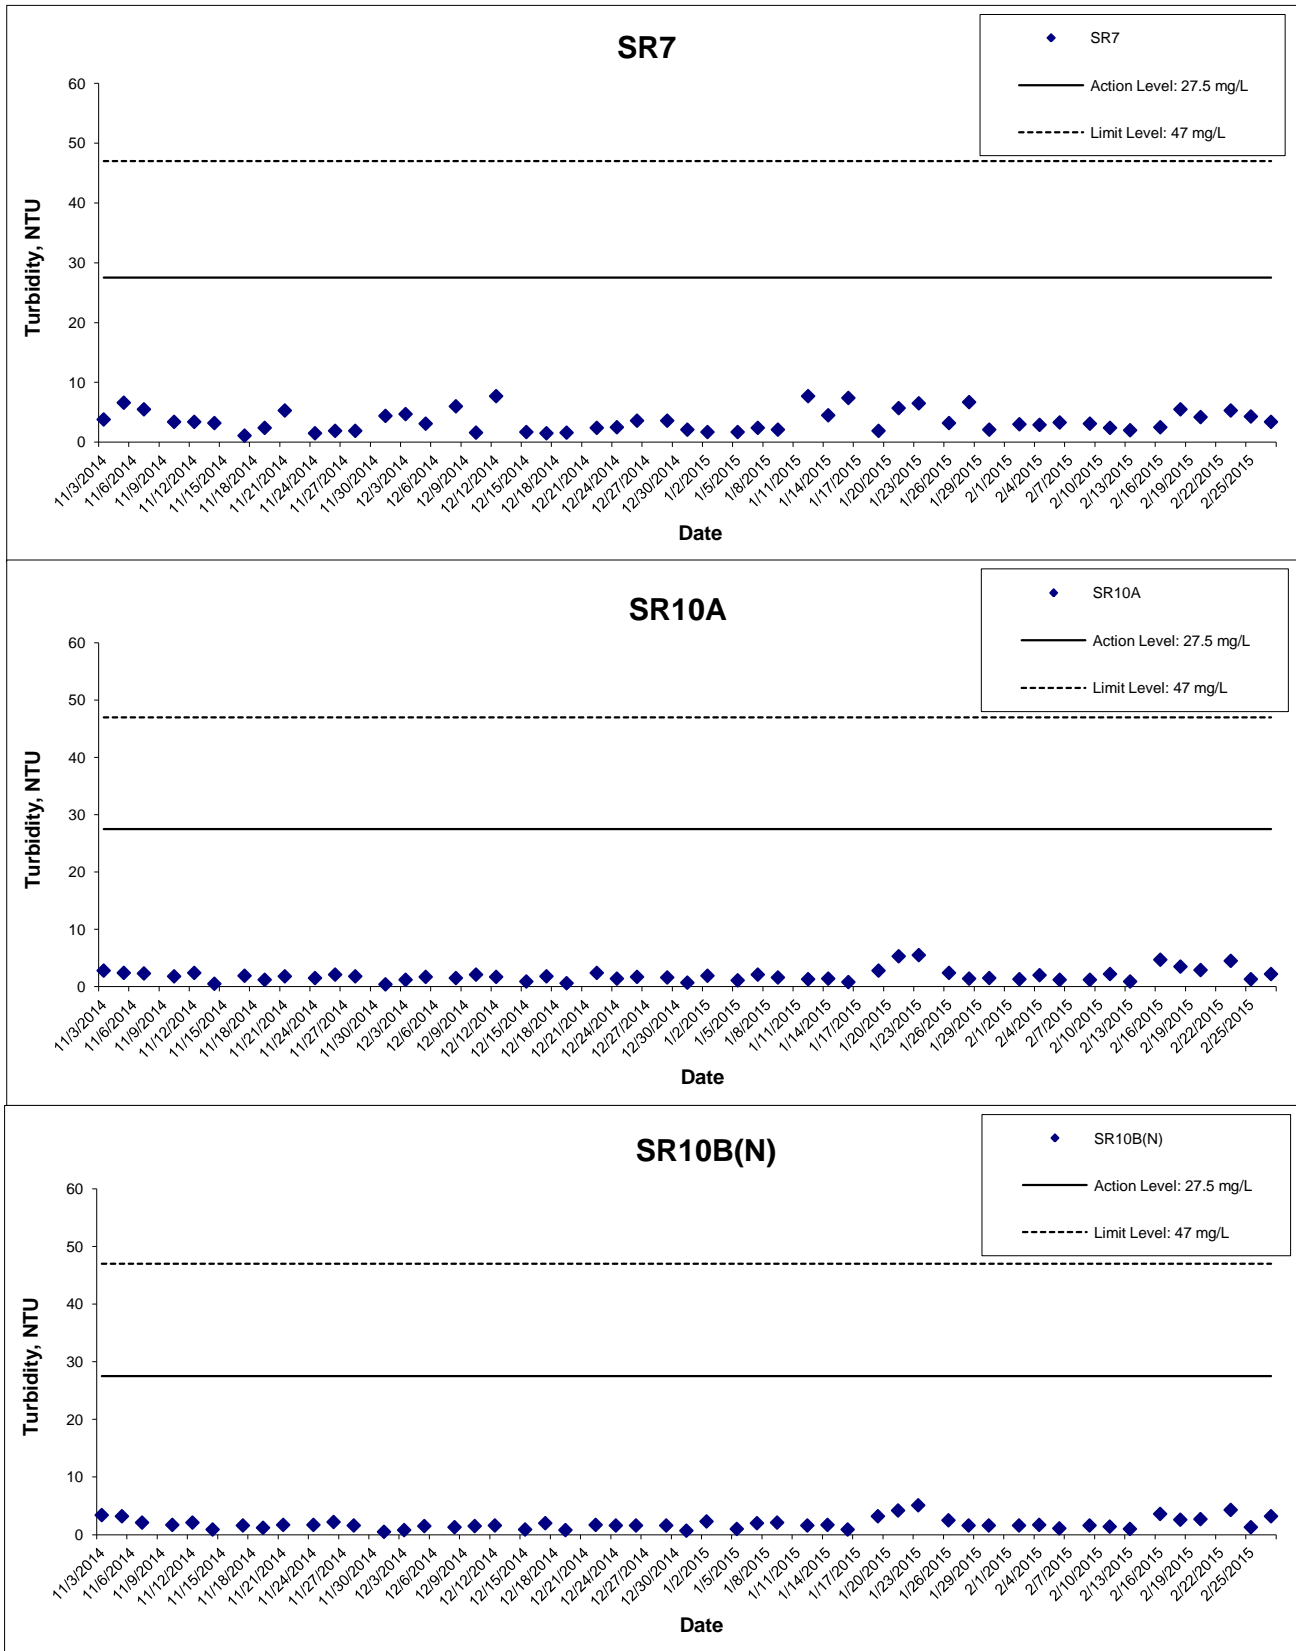 SR7
SR7
Action Level: 27.5 mg/L
Limit Level: 47 mg/L
60
50
40
30
20
10
0
Turbidity, NTU
11/3/2014 11/6/2014 11/9/2014 11/12/2014 11/15/2014 11/18/2014 11/21/2014 11/24/2014 11/27/2014 11/30/2014 12/3/2014 12/6/2014 12/9/2014 12/12/2014 12/15/2014 12/18/2014 12/21/2014 12/24/2014 12/27/2014 12/30/2014 1/2/2015 1/5/2015 1/8/2015 1/11/2015 1/14/2015 1/17/2015 1/20/2015 1/23/2015 1/26/2015 1/29/2015 2/1/2015 2/4/2015 2/7/2015 2/10/2015 2/13/2015 2/16/2015 2/19/2015 2/22/2015 2/25/2015
Date
SR10A
SR10A
Action Level: 27.5 mg/L
Limit Level: 47 mg/L
60
50
40
30
20
10
0
Turbidity, NTU
11/3/2014 11/6/2014 11/9/2014 11/12/2014 11/15/2014 11/18/2014 11/21/2014 11/24/2014 11/27/2014 11/30/2014 12/3/2014 12/6/2014 12/9/2014 12/12/2014 12/15/2014 12/18/2014 12/21/2014 12/24/2014 12/27/2014 12/30/2014 1/2/2015 1/5/2015 1/8/2015 1/11/2015 1/14/2015 1/17/2015 1/20/2015 1/23/2015 1/26/2015 1/29/2015 2/1/2015 2/4/2015 2/7/2015 2/10/2015 2/13/2015 2/16/2015 2/19/2015 2/22/2015 2/25/2015
Date
SR10B(N)
SR10B(N)
Action Level: 27.5 mg/L
Limit Level: 47 mg/L
60
50
40
30
20
10
0
Turbidity, NTU
11/3/2014 11/6/2014 11/9/2014 11/12/2014 11/15/2014 11/18/2014 11/21/2014 11/24/2014 11/27/2014 11/30/2014 12/3/2014 12/6/2014 12/9/2014 12/12/2014 12/15/2014 12/18/2014 12/21/2014 12/24/2014 12/27/2014 12/30/2014 1/2/2015 1/5/2015 1/8/2015 1/11/2015 1/14/2015 1/17/2015 1/20/2015 1/23/2015 1/26/2015 1/29/2015 2/1/2015 2/4/2015 2/7/2015 2/10/2015 2/13/2015 2/16/2015 2/19/2015 2/22/2015 2/25/2015
Date